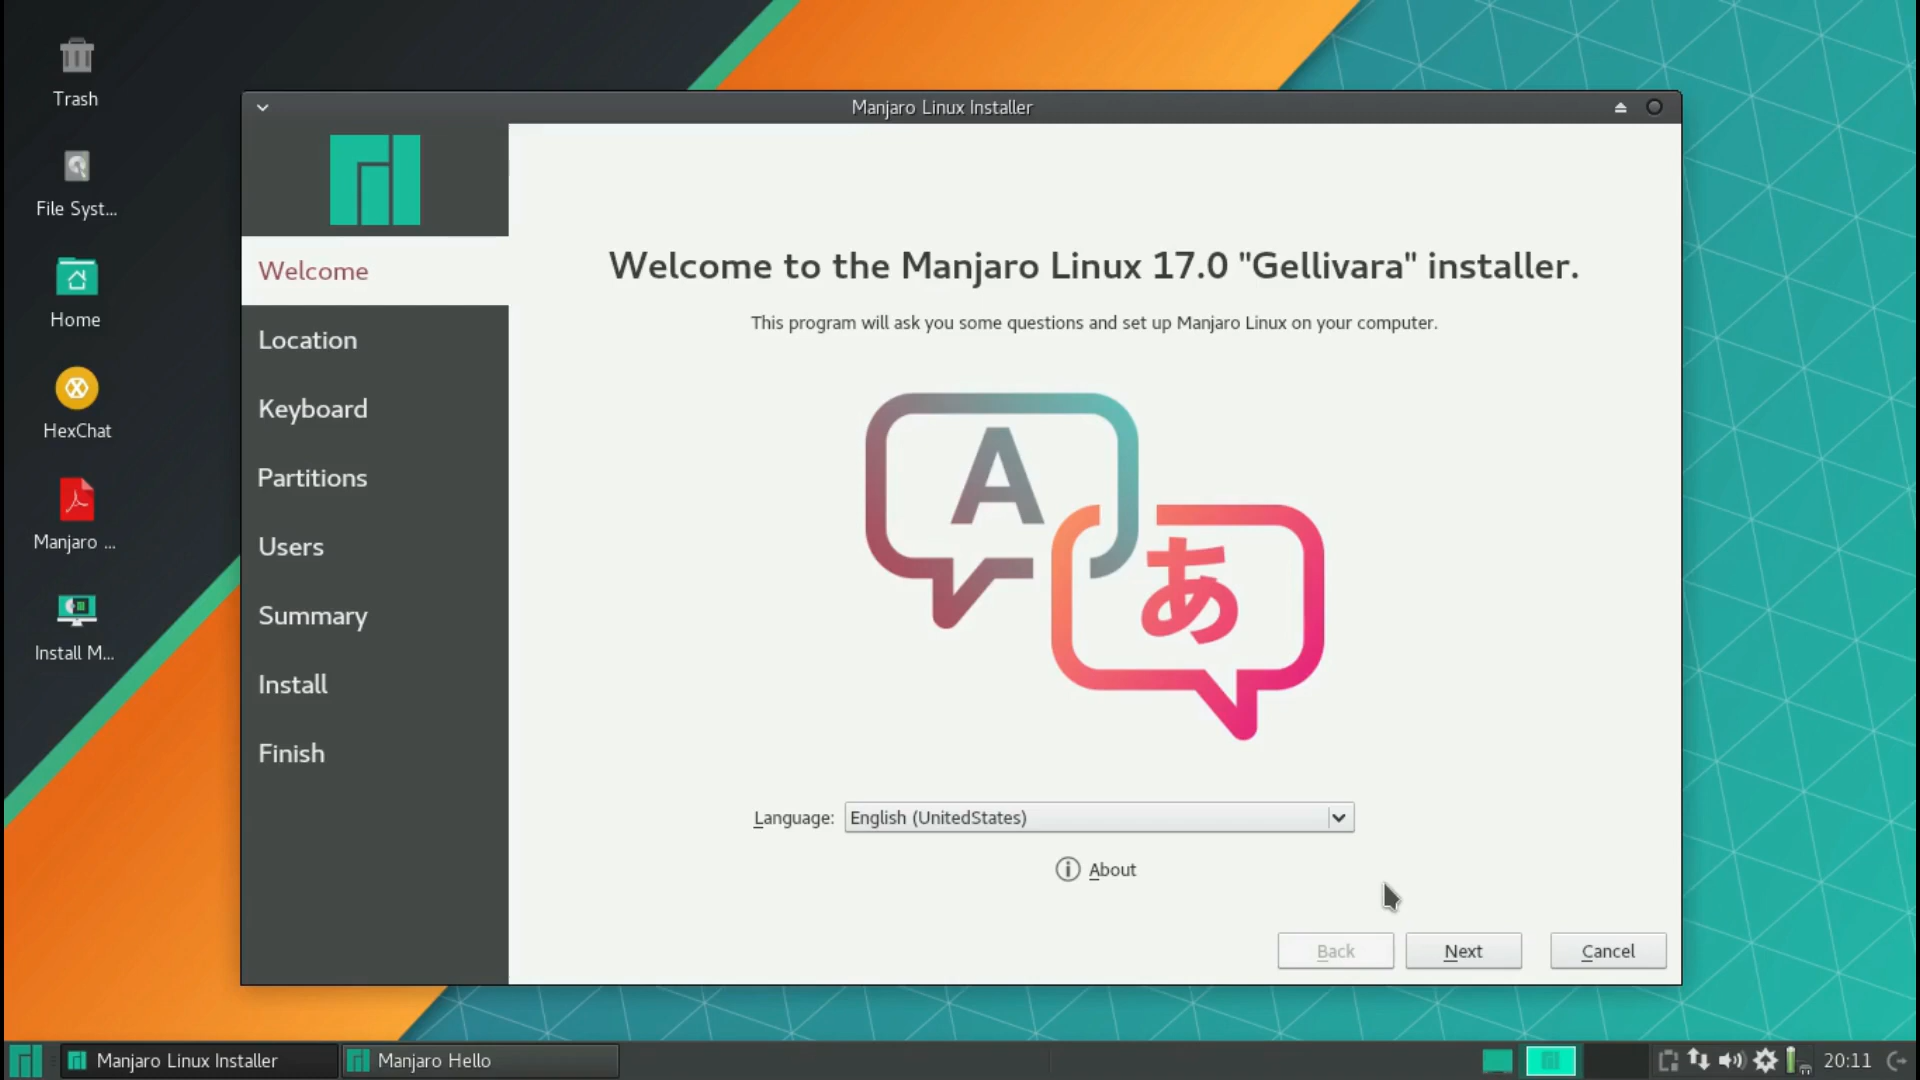 Trash
File Syst...
Home
HexChat
Manjaro ...
Install M...
Manjaro Linux Installer
Welcome
Location
Keyboard
Partitions
Users
Summary
Install
Finish
Welcome to the Manjaro Linux 17.0 "Gellivara" installer.
This program will ask you some questions and set up Manjaro Linux on your computer.
A
あ
Language: English (UnitedStates)
About
Back Next Cancel
Manjaro Linux Installer Manjaro Hello 20:11